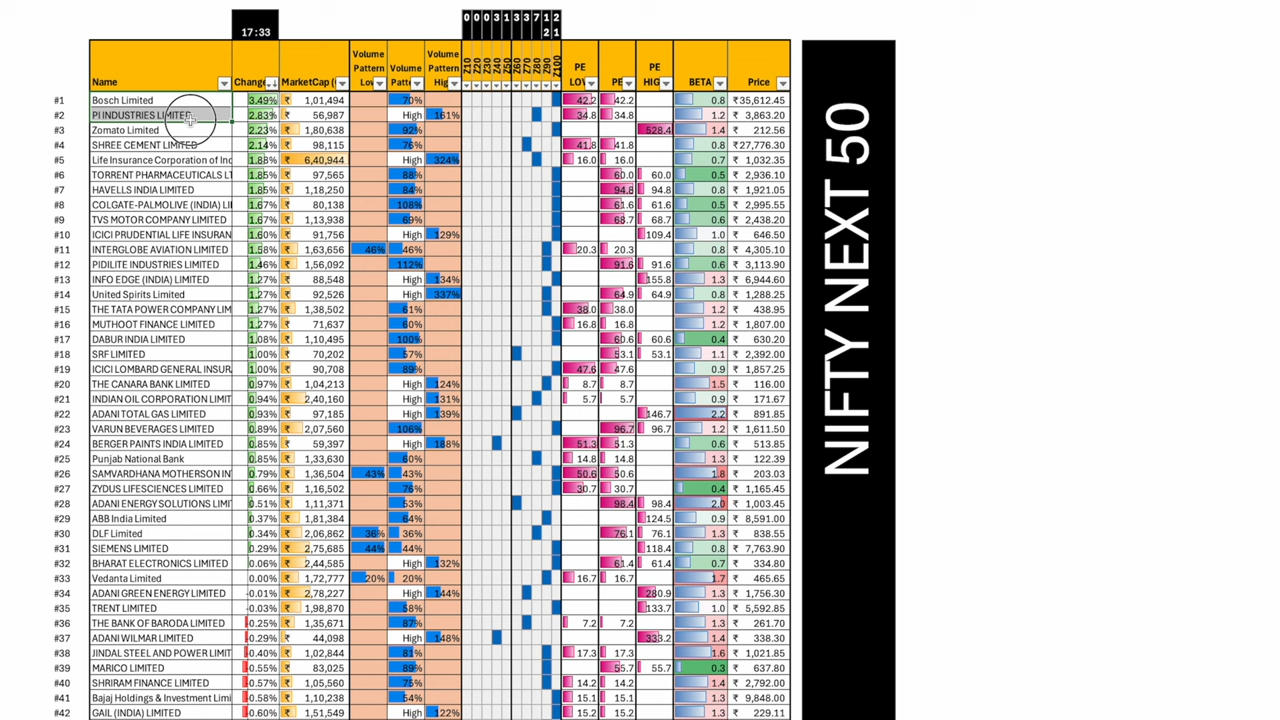 0 0 0 3 1 3 3 7 1 2
17:33 0 0 0 0 0 0 0 0 2 1
Name Change MarketCap ( Volume Pattern Lo Volume Patte Volume Pattern Hig Z10 Z20 Z30 Z40 Z50 Z60 Z70 Z80 Z90 Z100 PE LOV PE PE HIG BETA Price
#1 Bosch Limited 3.49% ₹ 1,01,494 70% 42.2 42.2 0.8 ₹35,612.45
#2 PI INDUSTRIES LIMITED 2.83% ₹ 56,987 High 161% 34.8 34.8 1.2 ₹ 3,863.20
#3 Zomato Limited 2.23% ₹ 1,80,638 92% 528.4 1.4 ₹ 212.56
#4 SHREE CEMENT LIMITED 2.14% ₹ 98,115 76% 41.8 41.8 0.8 ₹27,776.30
#5 Life Insurance Corporation of Inc 1.88% ₹ 6,40,944 High 324% 16.0 16.0 0.7 ₹ 1,032.35
#6 TORRENT PHARMACEUTICALS LT 1.85% ₹ 97,565 88% 60.0 60.0 0.5 ₹ 2,936.10
#7 HAVELLS INDIA LIMITED 1.85% ₹ 1,18,250 84% 94.8 94.8 0.8 ₹ 1,921.05
#8 COLGATE-PALMOLIVE (INDIA) LI 1.67% ₹ 80,138 108% 61.6 61.6 0.5 ₹ 2,995.55
#9 TVS MOTOR COMPANY LIMITED 1.67% ₹ 1,13,938 69% 68.7 68.7 0.6 ₹ 2,438.20
#10 ICICI PRUDENTIAL LIFE INSURAN 1.60% ₹ 91,756 High 129% 109.4 1.0 ₹ 646.50
#11 INTERGLOBE AVIATION LIMITED 1.58% ₹ 1,63,656 46% 46% 20.3 20.3 0.8 ₹ 4,305.10
#12 PIDILITE INDUSTRIES LIMITED 1.46% ₹ 1,56,092 112% 91.6 91.6 0.6 ₹ 3,113.90
#13 INFO EDGE (INDIA) LIMITED 1.27% ₹ 88,548 High 134% 155.8 1.3 ₹ 6,944.60
#14 United Spirits Limited 1.27% ₹ 92,526 High 337% 64.9 64.9 0.8 ₹ 1,288.25
#15 THE TATA POWER COMPANY LIM 1.27% ₹ 1,38,502 61% 38.0 38.0 1.2 ₹ 438.95
#16 MUTHOOT FINANCE LIMITED 1.27% ₹ 71,637 60% 16.8 16.8 1.2 ₹ 1,807.00
#17 DABUR INDIA LIMITED 1.08% ₹ 1,10,495 100% 60.6 60.6 0.4 ₹ 630.20
#18 SRF LIMITED 1.00% ₹ 70,202 57% 53.1 53.1 1.1 ₹ 2,392.00
#19 ICICI LOMBARD GENERAL INSUR 1.00% ₹ 90,708 89% 47.6 47.6 0.9 ₹ 1,857.25
#20 THE CANARA BANK LIMITED 0.97% ₹ 1,04,213 High 124% 8.7 8.7 1.5 ₹ 116.00
#21 INDIAN OIL CORPORATION LIMIT 0.94% ₹ 2,40,160 High 131% 5.7 5.7 0.9 ₹ 171.67
#22 ADANI TOTAL GAS LIMITED 0.93% ₹ 97,185 High 139% 146.7 2.2 ₹ 891.85
#23 VARUN BEVERAGES LIMITED 0.89% ₹ 2,07,560 106% 96.7 96.7 1.2 ₹ 1,611.50
#24 BERGER PAINTS INDIA LIMITED 0.85% ₹ 59,397 High 188% 51.3 51.3 0.6 ₹ 513.85
#25 Punjab National Bank 0.85% ₹ 1,33,630 60% 14.8 14.8 1.3 ₹ 122.39
#26 SAMVARDHANA MOTHERSON IN 0.79% ₹ 1,36,504 43% 43% 50.6 50.6 1.8 ₹ 203.03
#27 ZYDUS LIFESCIENCES LIMITED 0.66% ₹ 1,16,502 76% 30.7 30.7 0.4 ₹ 1,165.45
#28 ADANI ENERGY SOLUTIONS LIMIT 0.51% ₹ 1,11,371 53% 98.4 98.4 2.0 ₹ 1,003.45
#29 ABB India Limited 0.37% ₹ 1,81,384 64% 124.5 0.9 ₹ 8,591.00
#30 DLF Limited 0.34% ₹ 2,06,862 36% 36% 76.1 76.1 1.3 ₹ 838.55
#31 SIEMENS LIMITED 0.29% ₹ 2,75,685 44% 44% 118.4 0.8 ₹ 7,763.90
#32 BHARAT ELECTRONICS LIMITED 0.06% ₹ 2,44,585 High 132% 61.4 61.4 0.7 ₹ 334.80
#33 Vedanta Limited 0.00% ₹ 1,72,777 20% 20% 16.7 16.7 1.7 ₹ 465.65
#34 ADANI GREEN ENERGY LIMITED -0.01% ₹ 2,78,227 High 144% 280.9 1.3 ₹ 1,756.30
#35 TRENT LIMITED -0.03% ₹ 1,98,870 58% 133.7 1.0 ₹ 5,592.85
#36 THE BANK OF BARODA LIMITED -0.25% ₹ 1,35,671 87% 7.2 7.2 1.3 ₹ 261.70
#37 ADANI WILMAR LIMITED -0.29% ₹ 44,098 High 148% 333.2 1.4 ₹ 338.30
#38 JINDAL STEEL AND POWER LIMIT -0.40% ₹ 1,02,844 81% 17.3 17.3 1.6 ₹ 1,021.85
#39 MARICO LIMITED -0.55% ₹ 83,025 89% 55.7 55.7 0.3 ₹ 637.80
#40 SHRIRAM FINANCE LIMITED -0.57% ₹ 1,05,560 75% 14.2 14.2 1.4 ₹ 2,792.00
#41 Bajaj Holdings & Investment Limi -0.58% ₹ 1,10,238 54% 15.1 15.1 1.3 ₹ 9,848.00
#42 GAIL (INDIA) LIMITED -0.60% ₹ 1,51,549 High 122% 15.2 15.2 1.3 ₹ 229.11
NIFTY NEXT 50